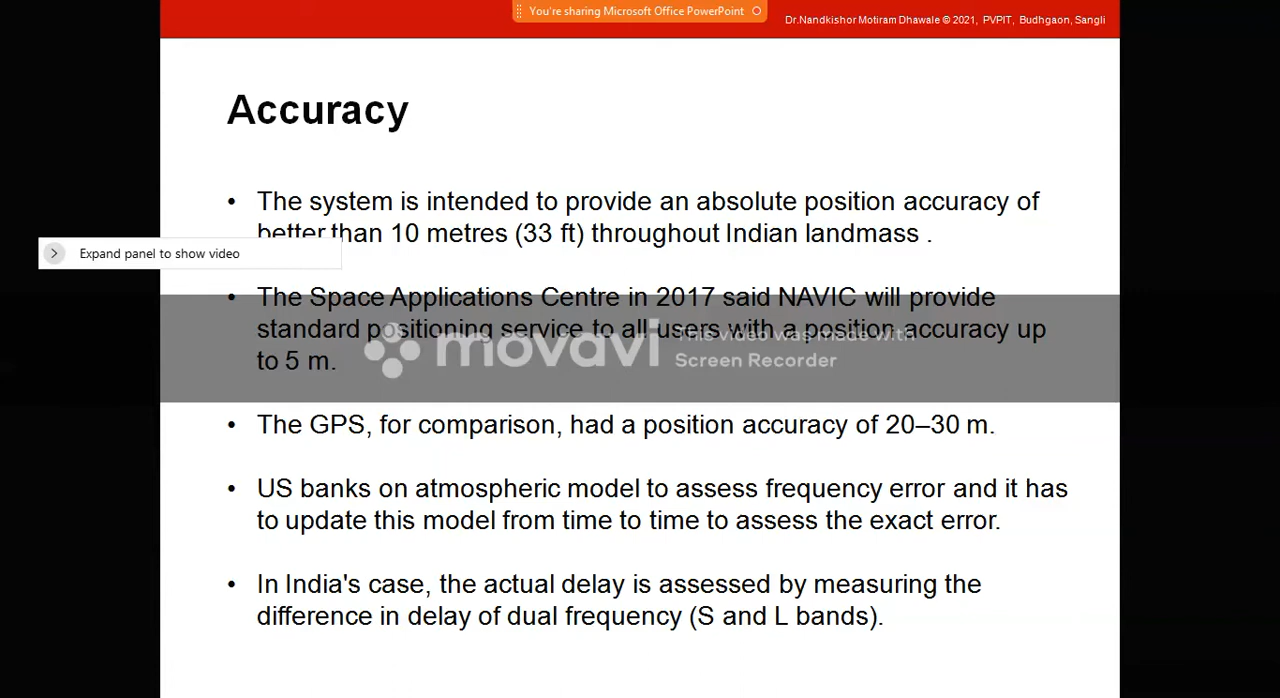 You're sharing Microsoft Office PowerPoint
Dr.Nandkishor Motiram Dhawale © 2021, PVPIT, Budhgaon, Sangli
Accuracy
• The system is intended to provide an absolute position accuracy of
better than 10 metres (33 ft) throughout Indian landmass .
Expand panel to show video
• The Space Applications Centre in 2017 said NAVIC will provide
standard positioning service to all users with a position accuracy up
to 5 m.
movavi
This video was made with
Screen Recorder
• The GPS, for comparison, had a position accuracy of 20–30 m.
• US banks on atmospheric model to assess frequency error and it has
to update this model from time to time to assess the exact error.
• In India's case, the actual delay is assessed by measuring the
difference in delay of dual frequency (S and L bands).